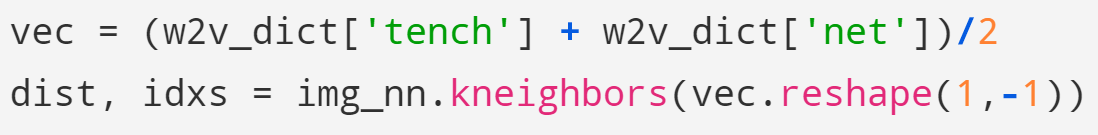 vec = (w2v_dict['tench'] + w2v_dict['net'])/2
dist, idxs = img_nn.kneighbors(vec.reshape(1,-1))